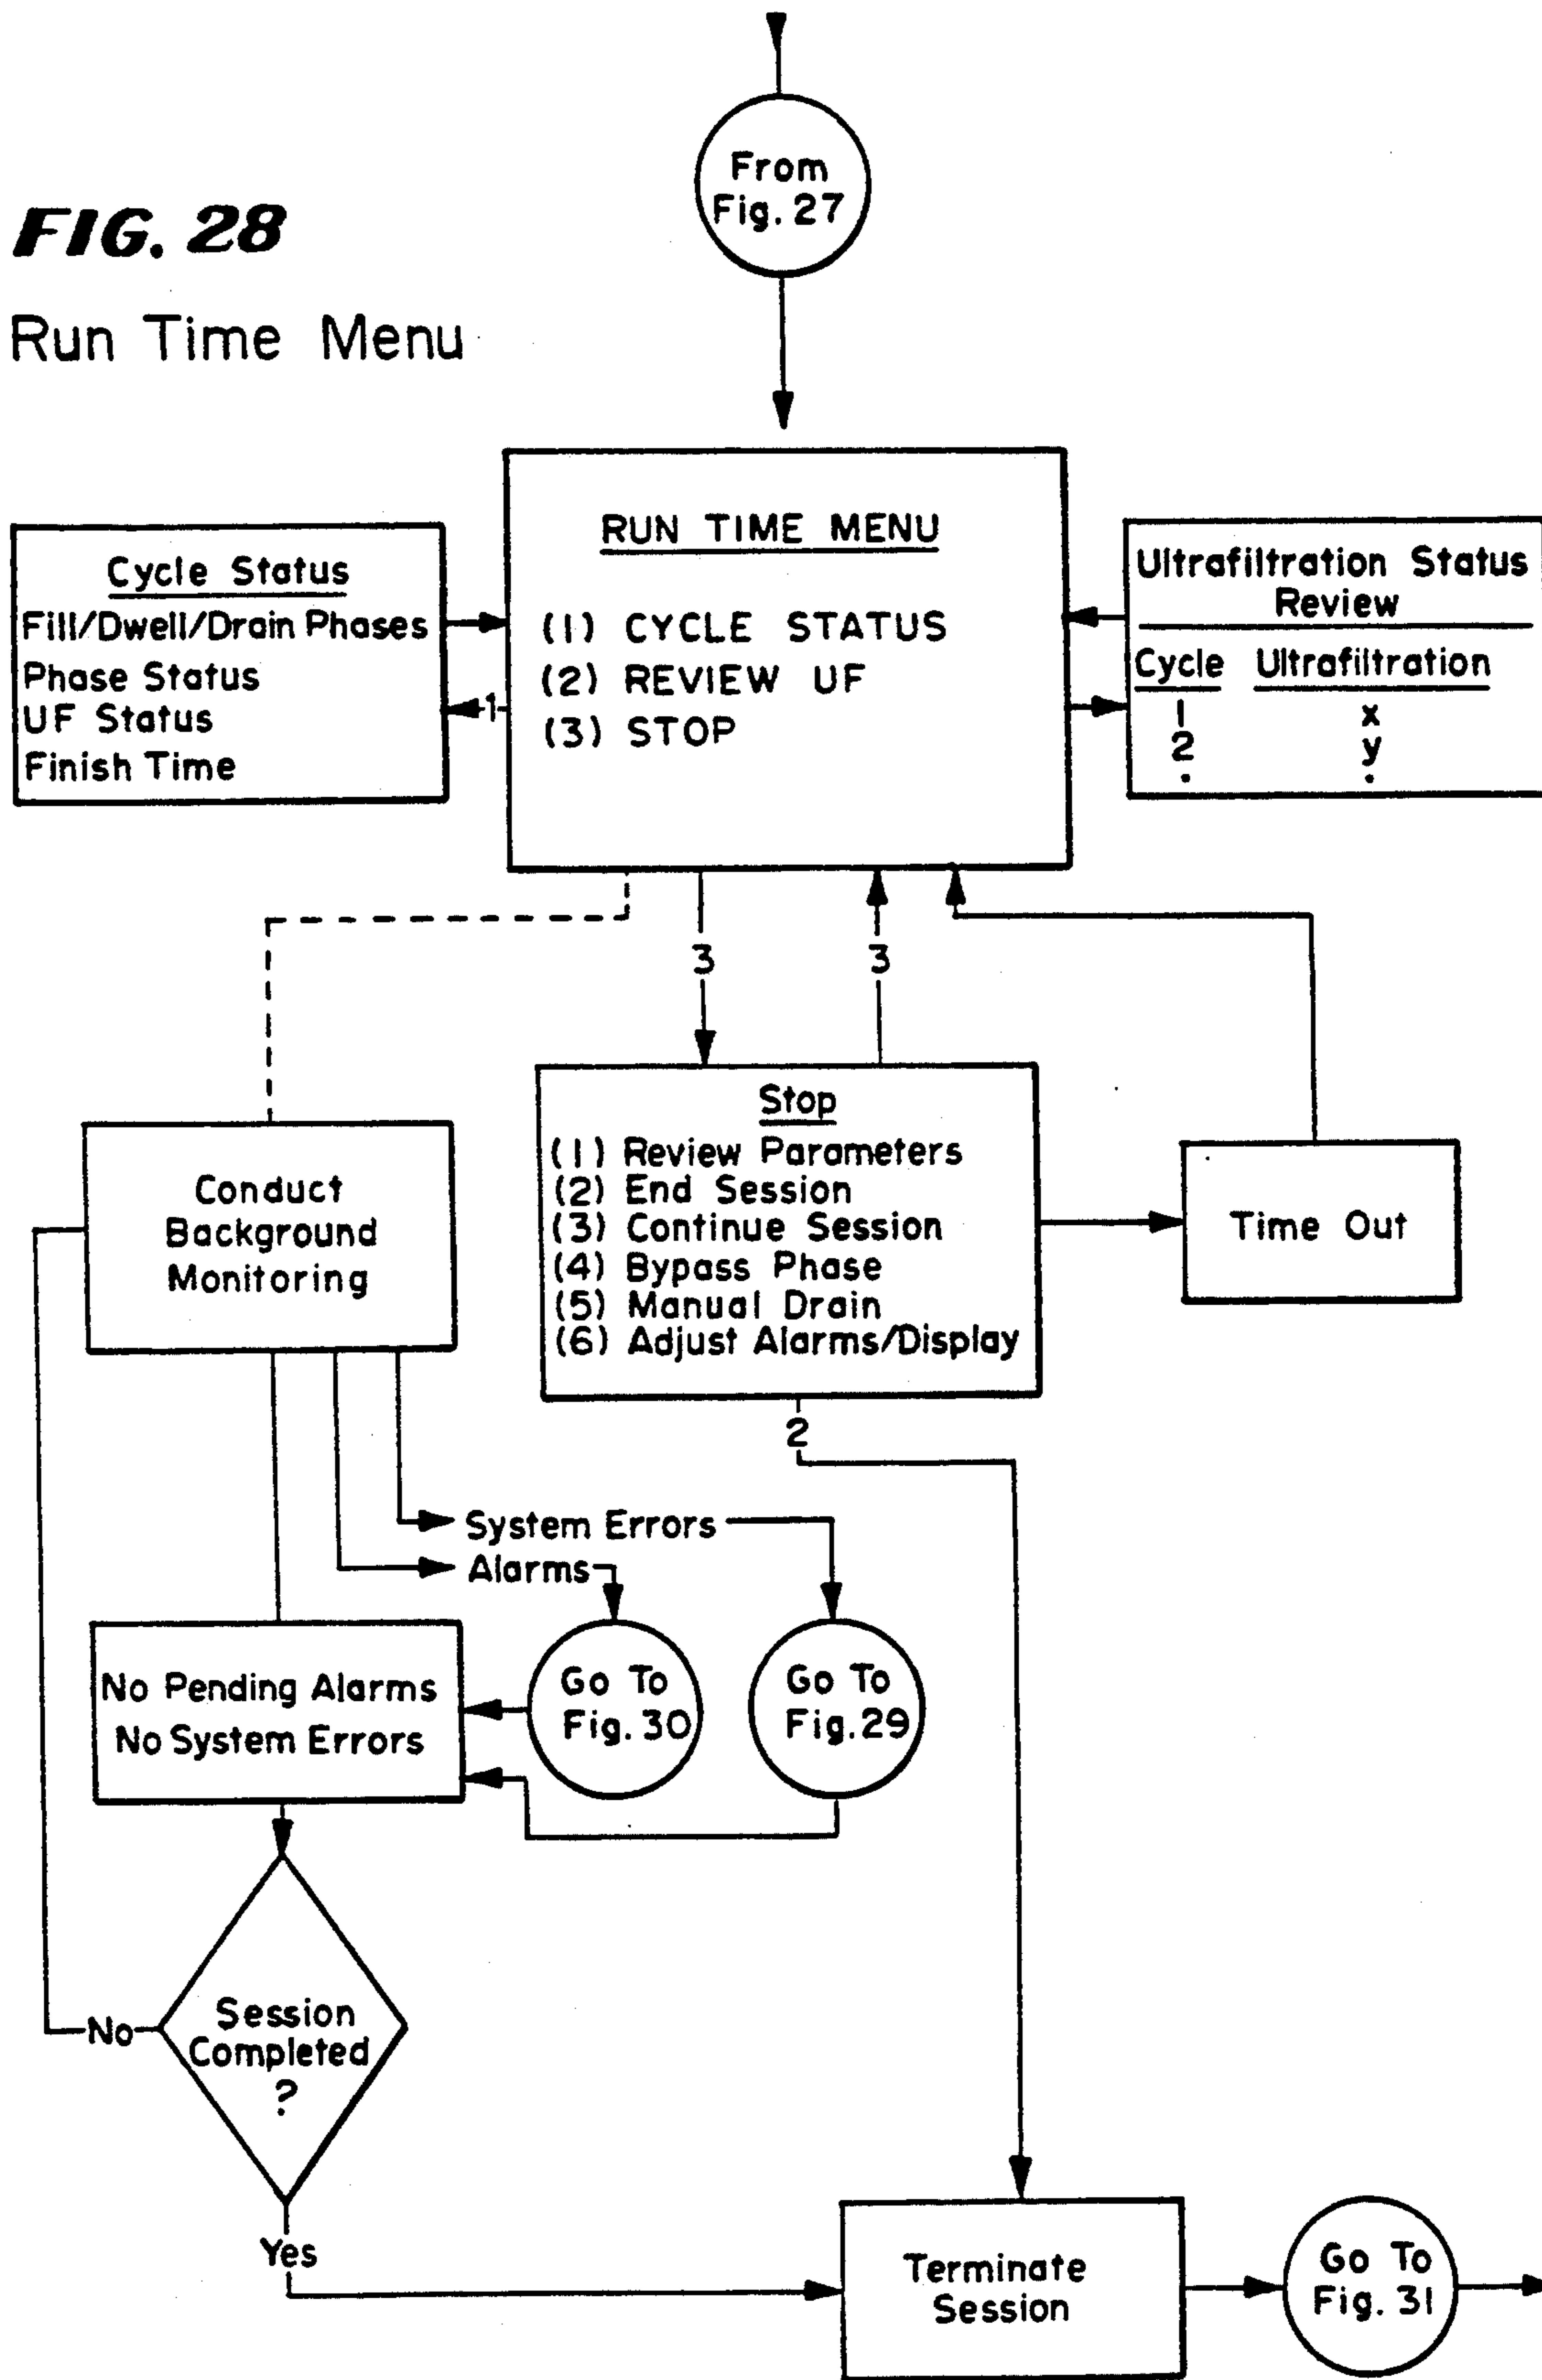 From
Fig. 27
FIG. 28
Run Time Menu
RUN TIME MENU
(1) CYCLE STATUS
(2) REVIEW UF
(3) STOP
Cycle Status
Fill/Dwell/Drain Phases
Phase Status
UF Status
Finish Time
1
Ultrafiltration Status
Review
Cycle Ultrafiltration
1 x
2 y
. .
3
3
Stop
(1) Review Parameters
(2) End Session
(3) Continue Session
(4) Bypass Phase
(5) Manual Drain
(6) Adjust Alarms/Display
Time Out
Conduct
Background
Monitoring
2
System Errors
Alarms
No Pending Alarms
No System Errors
Go To
Fig. 30
Go To
Fig. 29
Session
Completed
?
No
Yes
Terminate
Session
Go To
Fig. 31